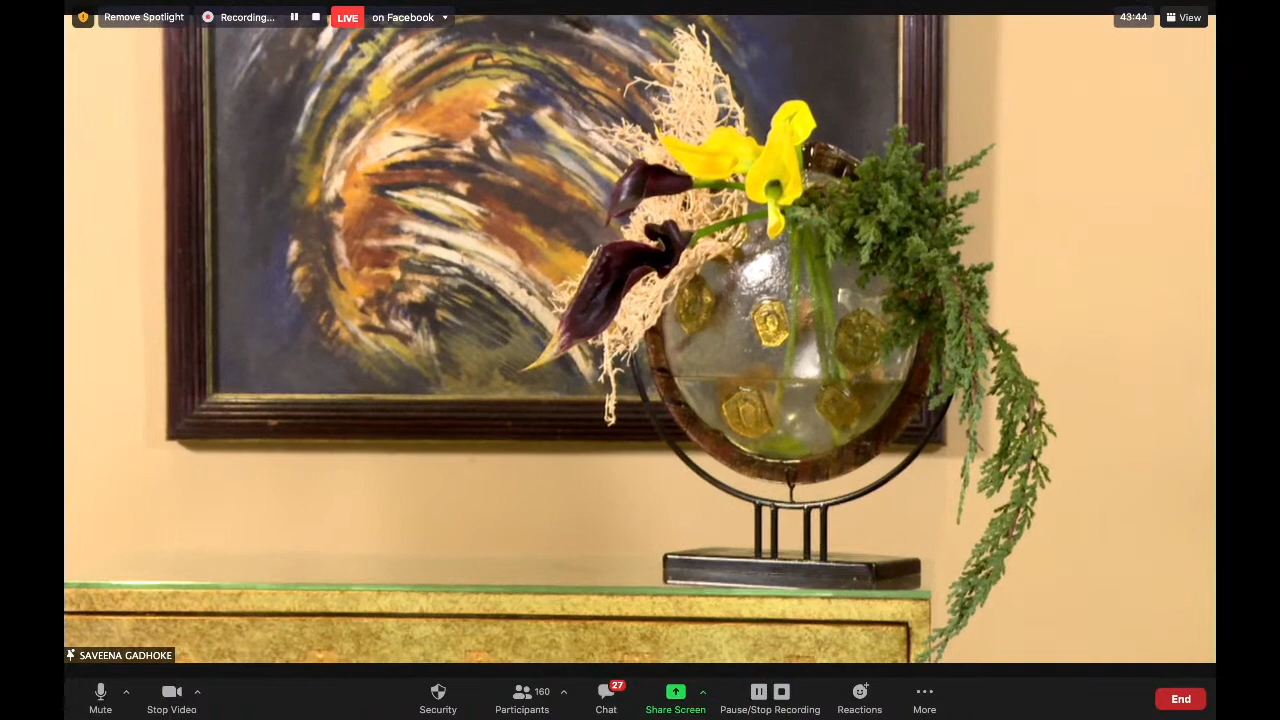 Remove Spotlight
Recording...
LIVE
on Facebook
43:44
View
SAVEENA GADHOKE
Mute
Stop Video
Security
160
Participants
27
Chat
Share Screen
Pause/Stop Recording
Reactions
More
End